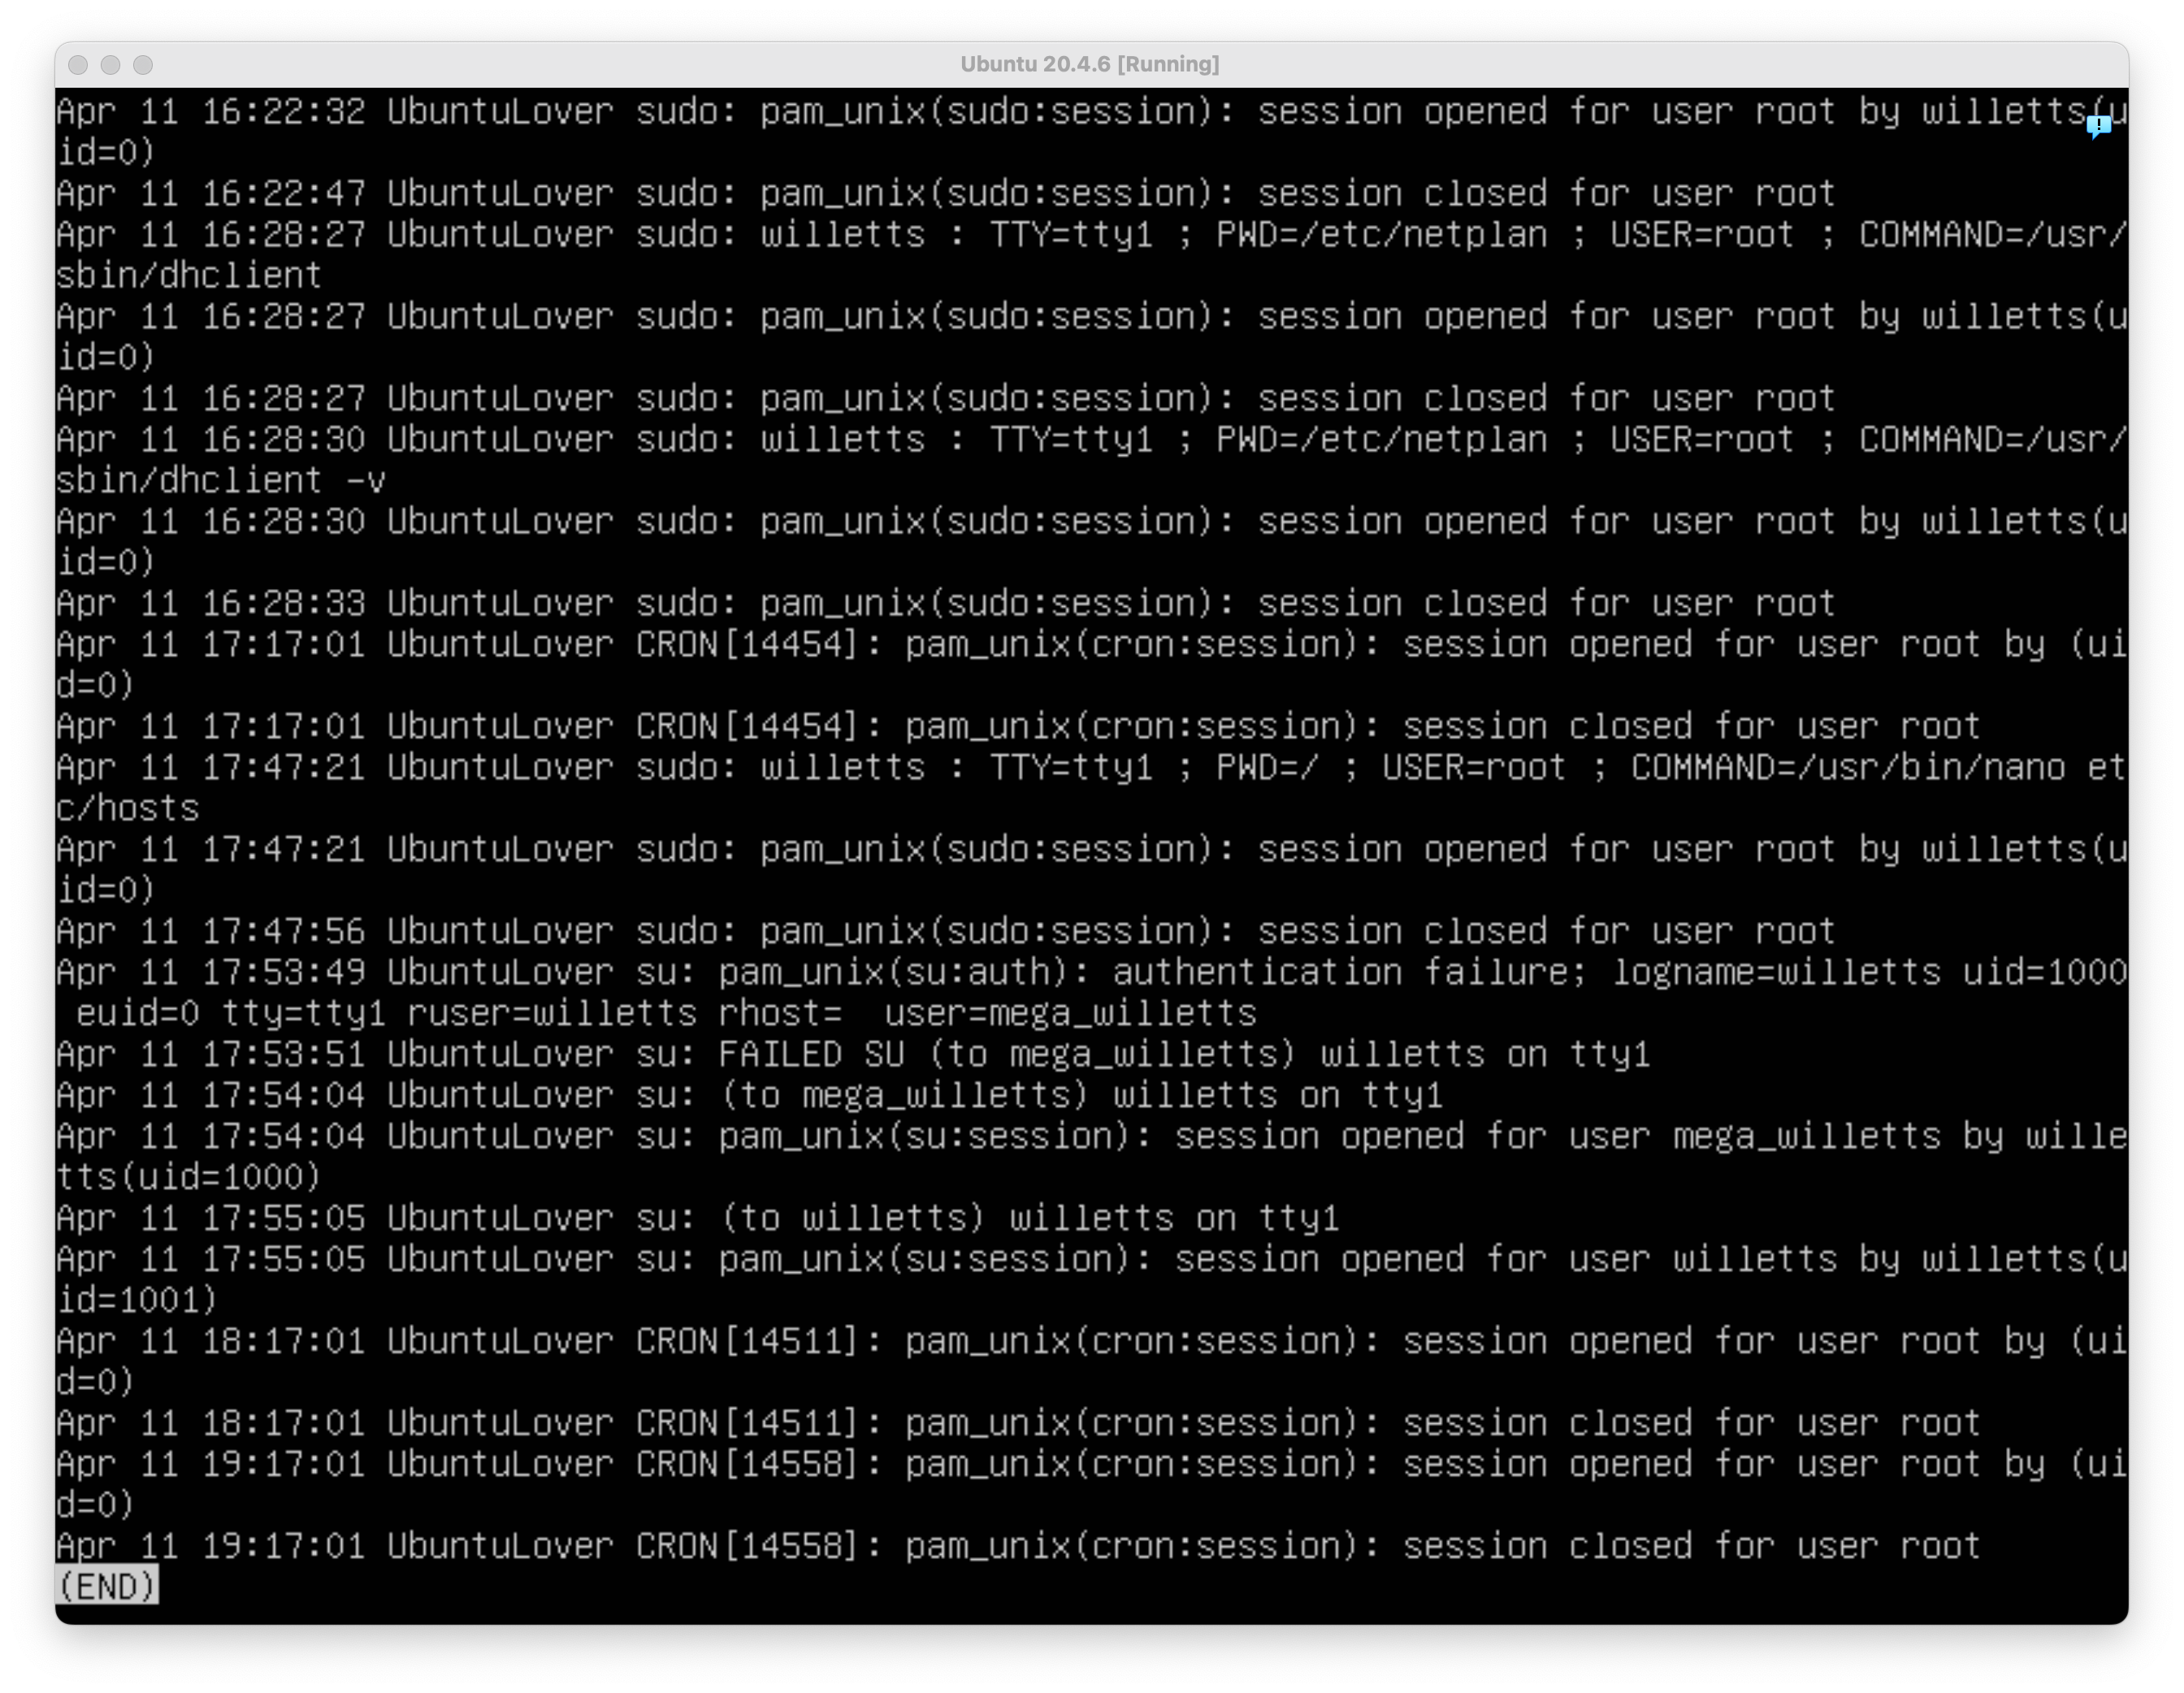 Ubuntu 20.4.6 [Running]
Apr 11 16:22:32 UbuntuLover sudo: pam_unix(sudo:session): session opened for user root by willetts(u
id=0)
Apr 11 16:22:47 UbuntuLover sudo: pam_unix(sudo:session): session closed for user root
Apr 11 16:28:27 UbuntuLover sudo: willetts : TTY=tty1 ; PWD=/etc/netplan ; USER=root ; COMMAND=/usr/
sbin/dhclient
Apr 11 16:28:27 UbuntuLover sudo: pam_unix(sudo:session): session opened for user root by willetts(u
id=0)
Apr 11 16:28:27 UbuntuLover sudo: pam_unix(sudo:session): session closed for user root
Apr 11 16:28:30 UbuntuLover sudo: willetts : TTY=tty1 ; PWD=/etc/netplan ; USER=root ; COMMAND=/usr/
sbin/dhclient -v
Apr 11 16:28:30 UbuntuLover sudo: pam_unix(sudo:session): session opened for user root by willetts(u
id=0)
Apr 11 16:28:33 UbuntuLover sudo: pam_unix(sudo:session): session closed for user root
Apr 11 17:17:01 UbuntuLover CRON[14454]: pam_unix(cron:session): session opened for user root by (ui
d=0)
Apr 11 17:17:01 UbuntuLover CRON[14454]: pam_unix(cron:session): session closed for user root
Apr 11 17:47:21 UbuntuLover sudo: willetts : TTY=tty1 ; PWD=/ ; USER=root ; COMMAND=/usr/bin/nano et
c/hosts
Apr 11 17:47:21 UbuntuLover sudo: pam_unix(sudo:session): session opened for user root by willetts(u
id=0)
Apr 11 17:47:56 UbuntuLover sudo: pam_unix(sudo:session): session closed for user root
Apr 11 17:53:49 UbuntuLover su: pam_unix(su:auth): authentication failure; logname=willetts uid=1000
 euid=0 tty=tty1 ruser=willetts rhost=  user=mega_willetts
Apr 11 17:53:51 UbuntuLover su: FAILED SU (to mega_willetts) willetts on tty1
Apr 11 17:54:04 UbuntuLover su: (to mega_willetts) willetts on tty1
Apr 11 17:54:04 UbuntuLover su: pam_unix(su:session): session opened for user mega_willetts by wille
tts(uid=1000)
Apr 11 17:55:05 UbuntuLover su: (to willetts) willetts on tty1
Apr 11 17:55:05 UbuntuLover su: pam_unix(su:session): session opened for user willetts by willetts(u
id=1001)
Apr 11 18:17:01 UbuntuLover CRON[14511]: pam_unix(cron:session): session opened for user root by (ui
d=0)
Apr 11 18:17:01 UbuntuLover CRON[14511]: pam_unix(cron:session): session closed for user root
Apr 11 19:17:01 UbuntuLover CRON[14558]: pam_unix(cron:session): session opened for user root by (ui
d=0)
Apr 11 19:17:01 UbuntuLover CRON[14558]: pam_unix(cron:session): session closed for user root
(END)